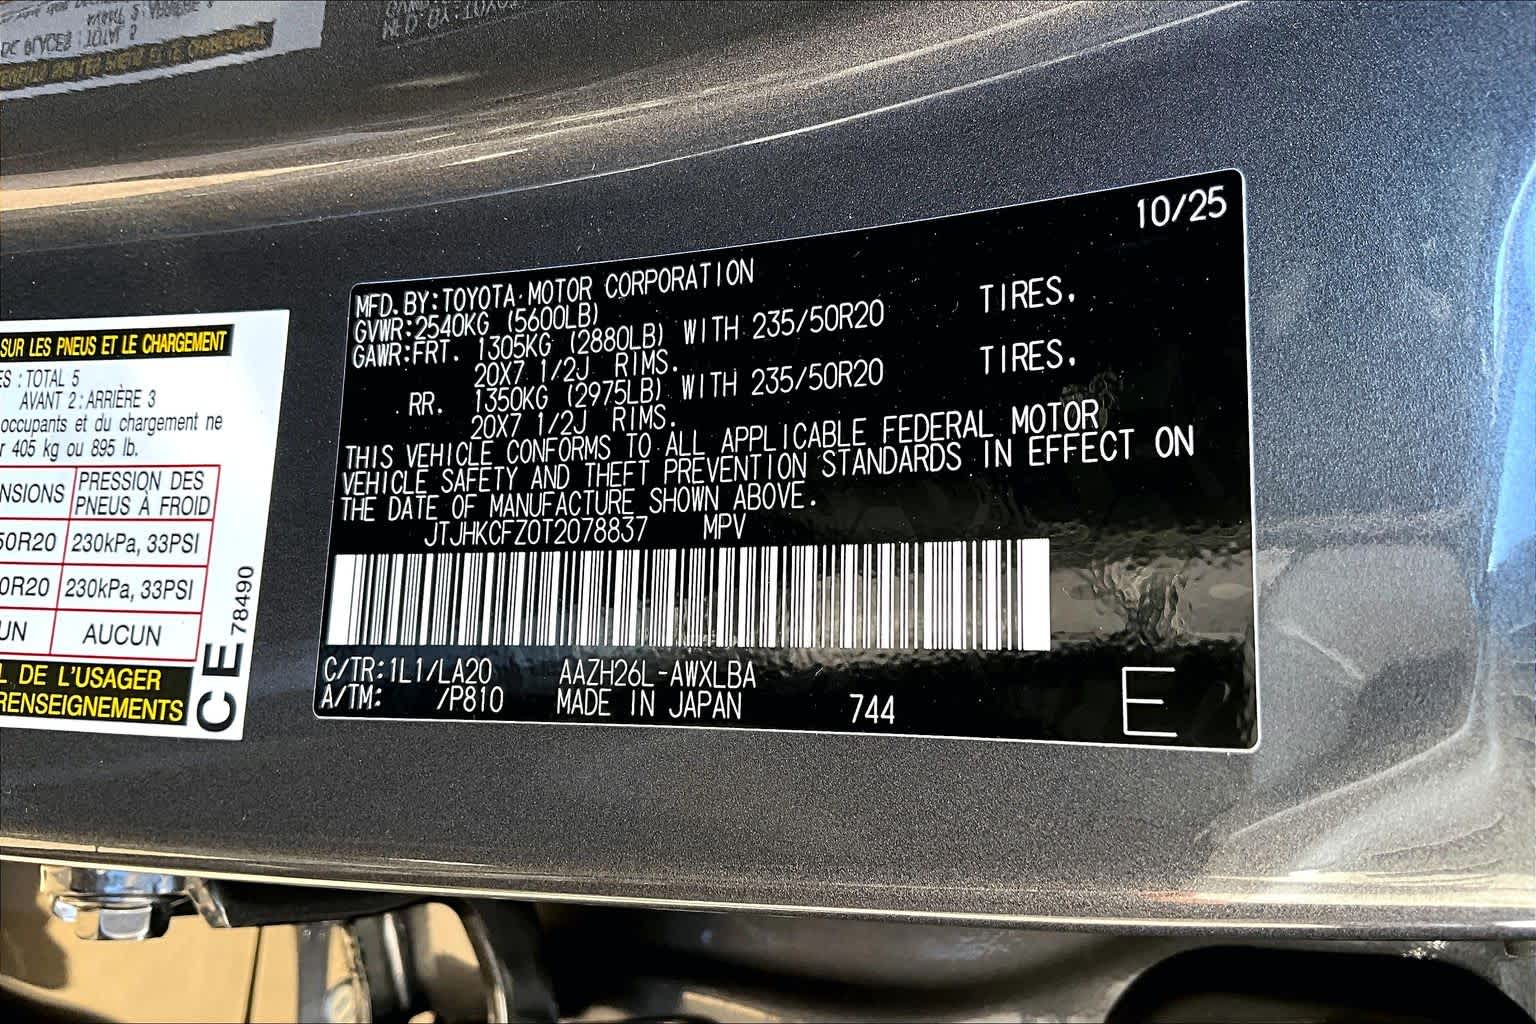 SUR LES PNEUS ET LE CHARGEMENT
ES : TOTAL 5
AVANT 2 : ARRIÈRE 3
occupants et du chargement ne
r 405 kg ou 895 lb.
NSIONS
PRESSION DES
PNEUS À FROID
50R20
230kPa, 33PSI
0R20
230kPa, 33PSI
UN
AUCUN
L DE L'USAGER
RENSEIGNEMENTS
CE 78490
10/25
MFD. BY: TOYOTA MOTOR CORPORATION
GVWR: 2540KG (5600LB)
GAWR: FRT. 1305KG (2880LB) WITH 235/50R20 TIRES,
20X7 1/2J RIMS.
RR. 1350KG (2975LB) WITH 235/50R20 TIRES,
20X7 1/2J RIMS.
THIS VEHICLE CONFORMS TO ALL APPLICABLE FEDERAL MOTOR
VEHICLE SAFETY AND THEFT PREVENTION STANDARDS IN EFFECT ON
THE DATE OF MANUFACTURE SHOWN ABOVE.
JTJHKCFZ0T2078837 MPV
C/TR: 1L1/LA20 AAZH26L-AWXLBA
A/TM: /P810 MADE IN JAPAN 744
E